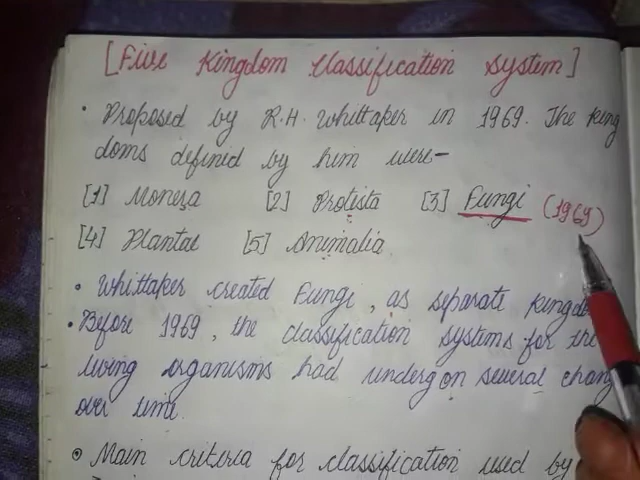 [Five Kingdom Classification System]
• Proposed by R.H. Whittaker in 1969. The king
doms defined by him were-
[1] Monera [2] Protista [3] Fungi (1969)
[4] Plantae [5] Animalia
• Whittaker created Fungi, as separate kingdo
• Before 1969, the classification systems for the
living organisms had undergon several chang
over time.
⊙ Main criteria for classification used by